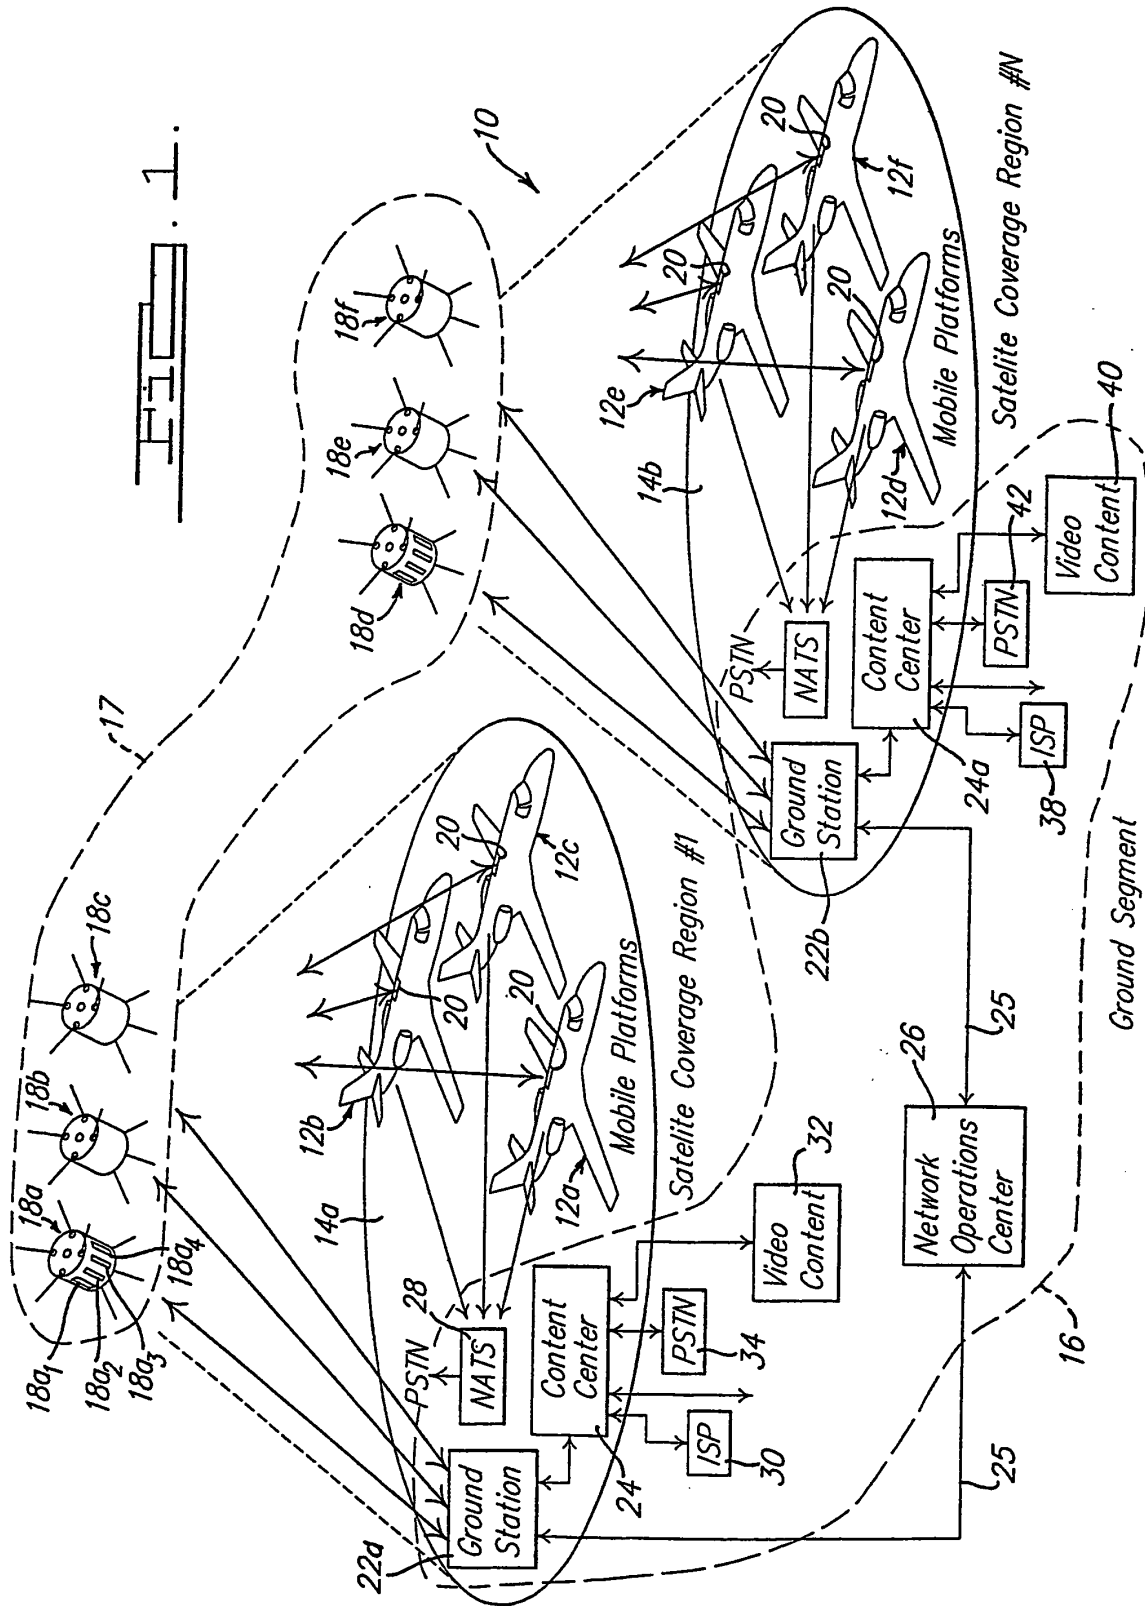 Fig. 1.
10
17
18a
18b
18c
18a1
18a2
18a3
18a4
18d
18e
18f
14a
12b
20
20
12c
20
12a
Mobile Platforms
Satellite Coverage Region #1
PSTN
28
NATS
22d
Ground
Station
Content
Center
24
ISP
30
PSTN
34
Video
Content
32
14b
12e
20
20
12f
20
12d
Mobile Platforms
Satelite Coverage Region #N
PSTN
NATS
Ground
Station
22b
Content
Center
24a
ISP
38
PSTN
42
Video
Content
40
25
25
26
Network
Operations
Center
16
Ground Segment